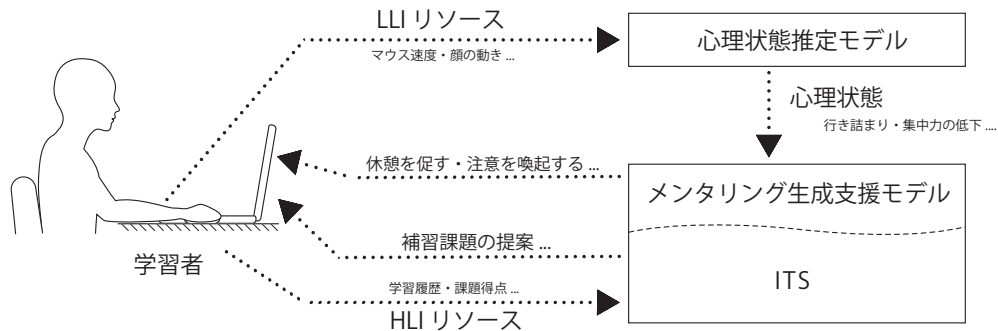 LLI リソース
マウス速度・顔の動き ...
心理状態推定モデル
心理状態
行き詰まり・集中力の低下 ....
休憩を促す・注意を喚起する ...
メンタリング生成支援モデル
補習課題の提案 ...
ITS
学習者
学習履歴・課題得点 ...
HLI リソース